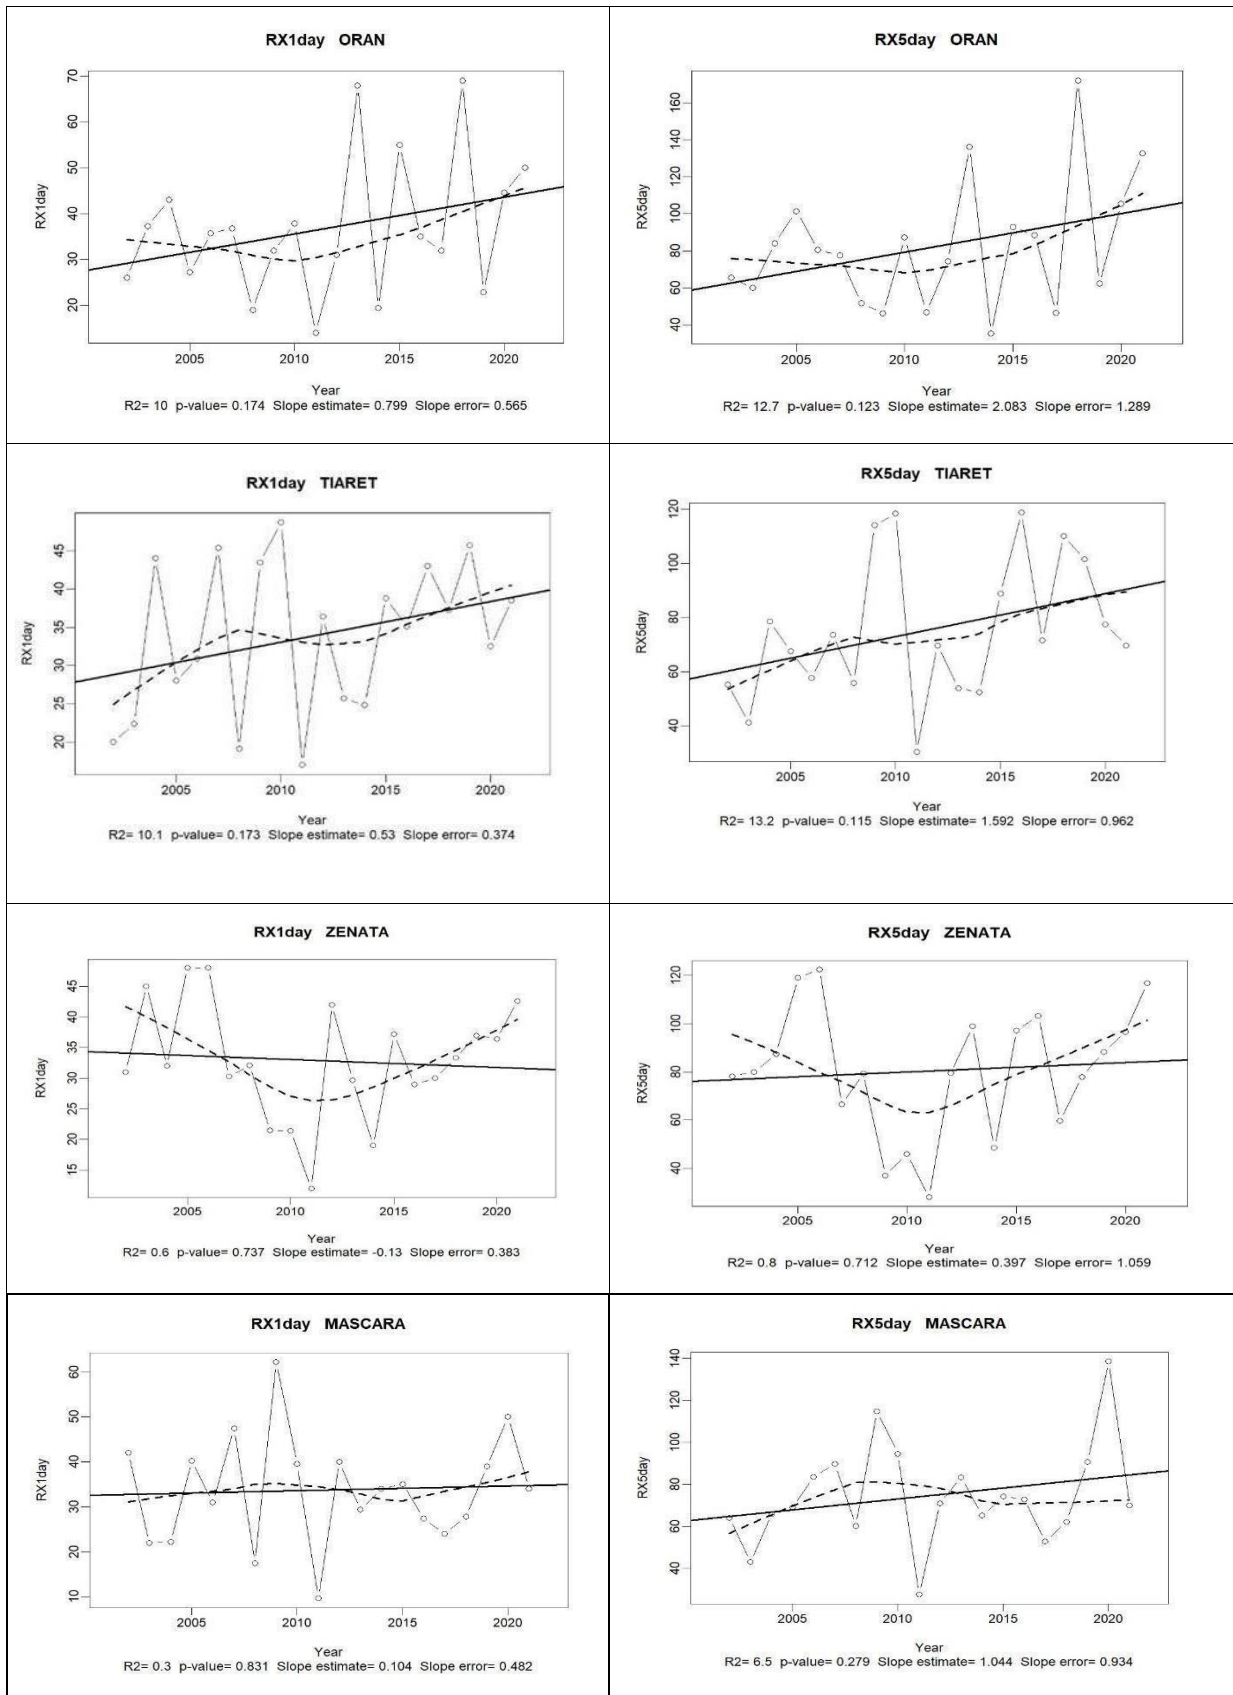 RX1day ORAN
70
60
50
40
30
20
RX1day
2005 2010 2015 2020
Year
R2= 10 p-value= 0.174 Slope estimate= 0.799 Slope error= 0.565
RX5day ORAN
160
140
120
100
80
60
40
RX5day
2005 2010 2015 2020
Year
R2= 12.7 p-value= 0.123 Slope estimate= 2.083 Slope error= 1.289
RX1day TIARET
45
40
35
30
25
20
RX1day
2005 2010 2015 2020
Year
R2= 10.1 p-value= 0.173 Slope estimate= 0.53 Slope error= 0.374
RX5day TIARET
120
100
80
60
40
RX5day
2005 2010 2015 2020
Year
R2= 13.2 p-value= 0.115 Slope estimate= 1.592 Slope error= 0.962
RX1day ZENATA
45
40
35
30
25
20
15
RX1day
2005 2010 2015 2020
Year
R2= 0.6 p-value= 0.737 Slope estimate= -0.13 Slope error= 0.383
RX5day ZENATA
120
100
80
60
40
RX5day
2005 2010 2015 2020
Year
R2= 0.8 p-value= 0.712 Slope estimate= 0.397 Slope error= 1.059
RX1day MASCARA
60
50
40
30
20
10
RX1day
2005 2010 2015 2020
Year
R2= 0.3 p-value= 0.831 Slope estimate= 0.104 Slope error= 0.482
RX5day MASCARA
140
120
100
80
60
40
RX5day
2005 2010 2015 2020
Year
R2= 6.5 p-value= 0.279 Slope estimate= 1.044 Slope error= 0.934